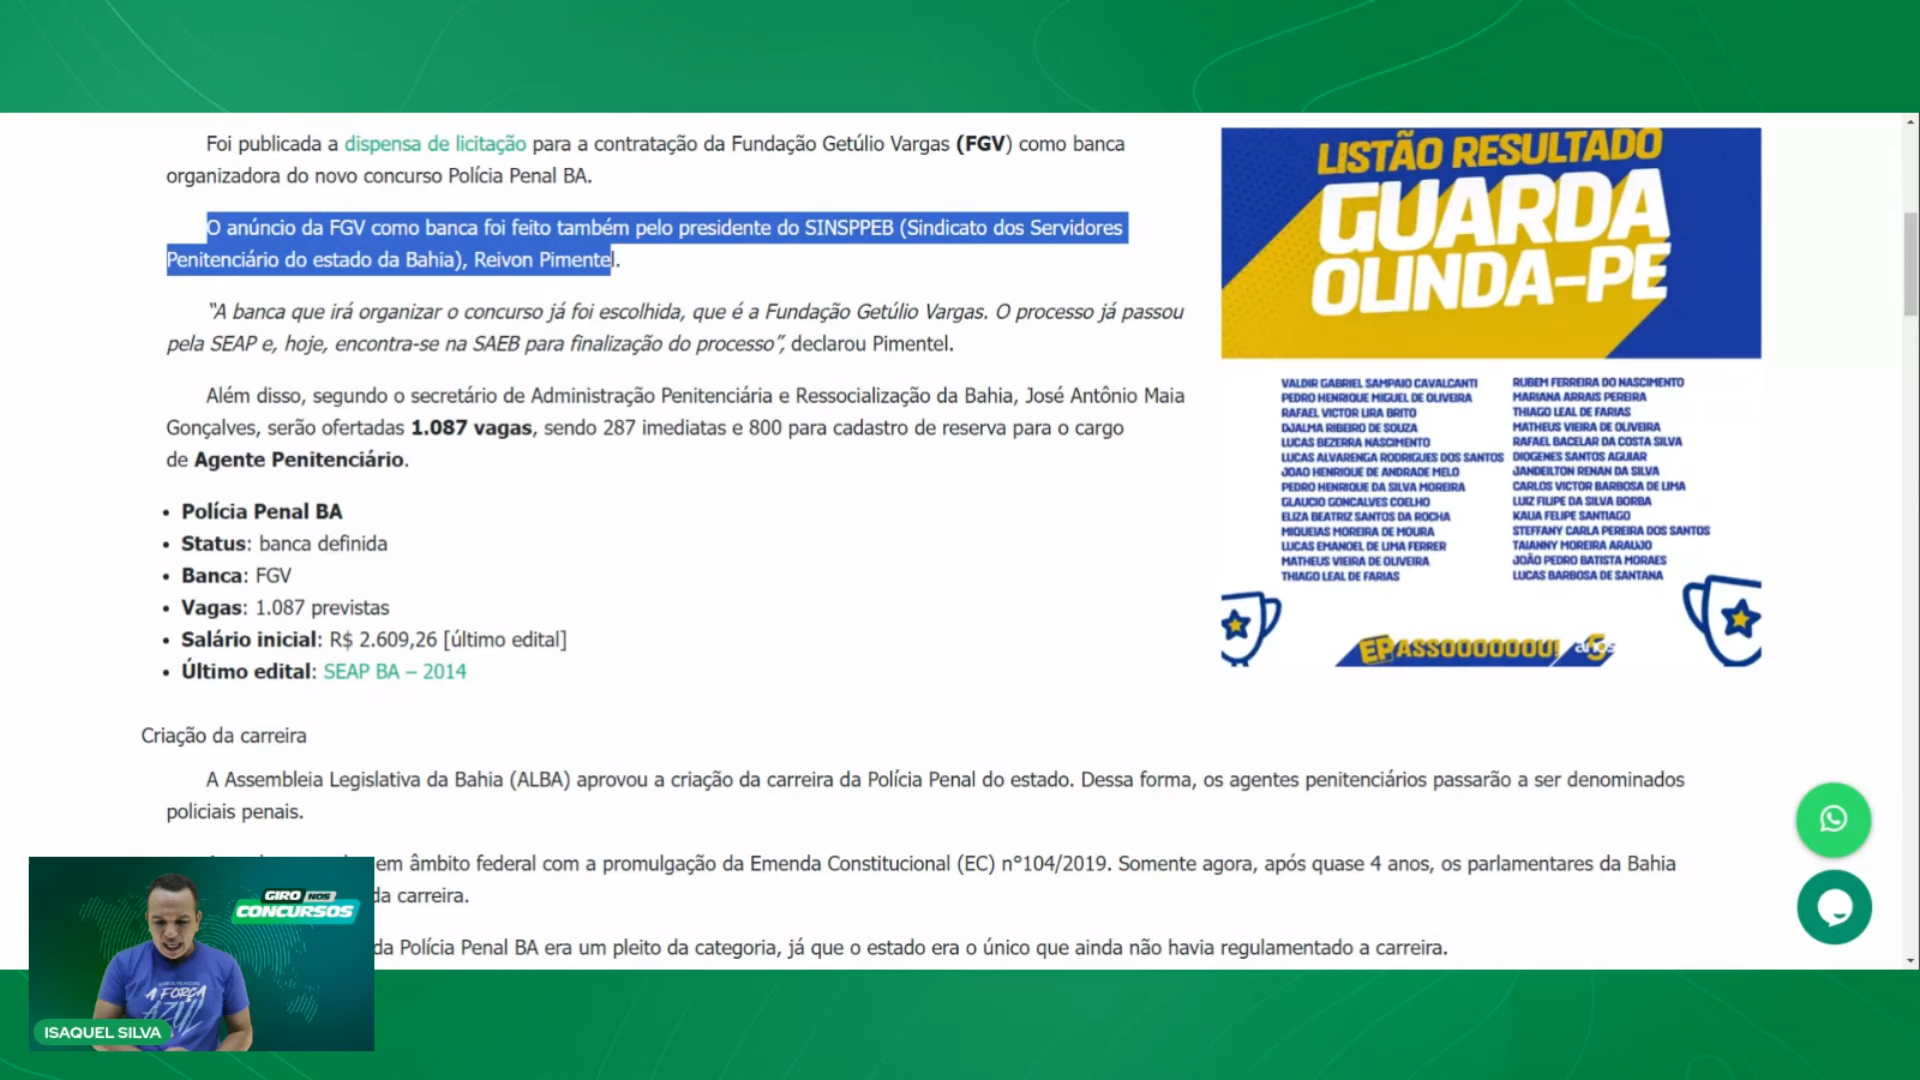 Foi publicada a dispensa de licitação para a contratação da Fundação Getúlio Vargas (FGV) como banca
organizadora do novo concurso Polícia Penal BA.
O anúncio da FGV como banca foi feito também pelo presidente do SINSPPEB (Sindicato dos Servidores
Penitenciário do estado da Bahia), Reivon Pimentel.
“A banca que irá organizar o concurso já foi escolhida, que é a Fundação Getúlio Vargas. O processo já passou
pela SEAP e, hoje, encontra-se na SAEB para finalização do processo”, declarou Pimentel.
Além disso, segundo o secretário de Administração Penitenciária e Ressocialização da Bahia, José Antônio Maia
Gonçalves, serão ofertadas 1.087 vagas, sendo 287 imediatas e 800 para cadastro de reserva para o cargo
de Agente Penitenciário.
• Polícia Penal BA
• Status: banca definida
• Banca: FGV
• Vagas: 1.087 previstas
• Salário inicial: R$ 2.609,26 [último edital]
• Último edital: SEAP BA – 2014
Criação da carreira
A Assembleia Legislativa da Bahia (ALBA) aprovou a criação da carreira da Polícia Penal do estado. Dessa forma, os agentes penitenciários passarão a ser denominados
policiais penais.
em âmbito federal com a promulgação da Emenda Constitucional (EC) n°104/2019. Somente agora, após quase 4 anos, os parlamentares da Bahia
da carreira.
da Polícia Penal BA era um pleito da categoria, já que o estado era o único que ainda não havia regulamentado a carreira.
LISTÃO RESULTADO
GUARDA
OLINDA-PE
VALDIR GABRIEL SAMPAIO CAVALCANTI
PEDRO HENRIQUE MIGUEL DE OLIVEIRA
RAFAEL VICTOR LIRA BRITO
DJALMA RIBEIRO DE SOUZA
LUCAS BEZERRA NASCIMENTO
LUCAS ALVARENGA RODRIGUES DOS SANTOS
JOAO HENRIQUE DE ANDRADE MELO
PEDRO HENRIQUE DA SILVA MOREIRA
GLAUCIO GONCALVES COELHO
ELIZA BEATRIZ SANTOS DA ROCHA
MIQUEIAS MOREIRA DE MOURA
LUCAS EMANOEL DE LIMA FERRER
MATHEUS VIEIRA DE OLIVEIRA
THIAGO LEAL DE FARIAS
RUBEM FERREIRA DO NASCIMENTO
MARIANA ARRAIS PEREIRA
THIAGO LEAL DE FARIAS
MATHEUS VIEIRA DE OLIVEIRA
RAFAEL BACELAR DA COSTA SILVA
DIOGENES SANTOS AGUIAR
JANDEILTON RENAN DA SILVA
CARLOS VICTOR BARBOSA DE LIMA
LUIZ FILIPE DA SILVA BORBA
KAUA FELIPE SANTIAGO
STEFFANY CARLA PEREIRA DOS SANTOS
TAIANNY MOREIRA ARAUJO
JOÃO PEDRO BATISTA MORAES
LUCAS BARBOSA DE SANTANA
EPASSOOOOOOU! 5 anos
GIRO NOS
CONCURSOS
A FORÇA
AZUL
ISAQUEL SILVA